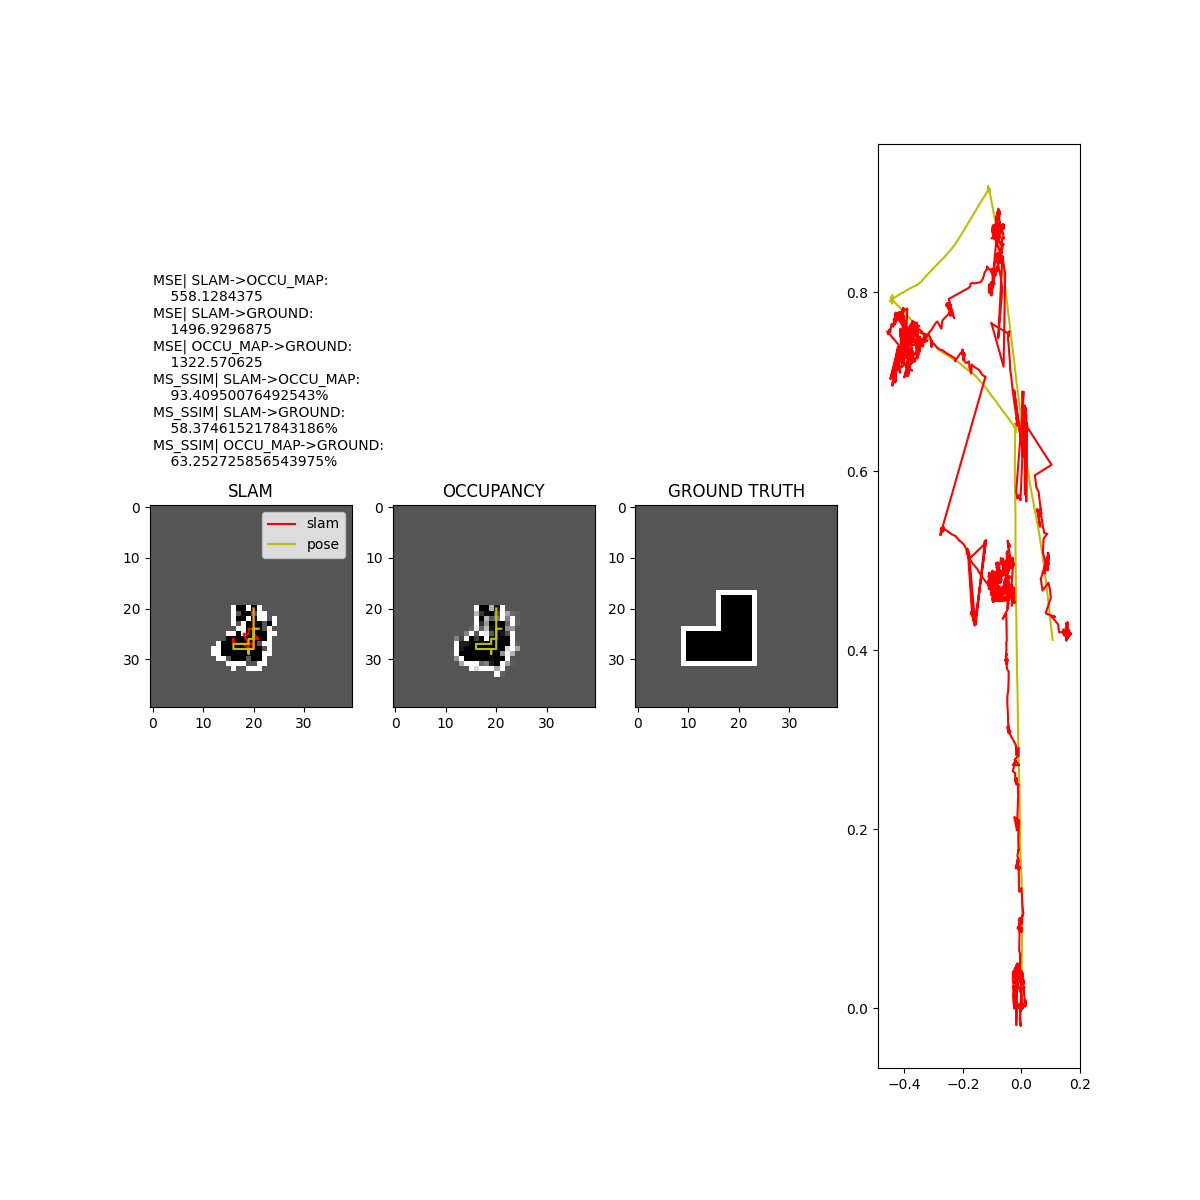 MSE| SLAM->OCCU_MAP:
558.1284375
MSE| SLAM->GROUND:
1496.9296875
MSE| OCCU_MAP->GROUND:
1322.570625
MS_SSIM| SLAM->OCCU_MAP:
93.40950076492543%
MS_SSIM| SLAM->GROUND:
58.374615217843186%
MS_SSIM| OCCU_MAP->GROUND:
63.252725856543975%
SLAM
0
10
20
30
0 10 20 30
slam
pose
OCCUPANCY
0
10
20
30
0 10 20 30
GROUND TRUTH
0
10
20
30
0 10 20 30
0.8
0.6
0.4
0.2
0.0
−0.4 −0.2 0.0 0.2